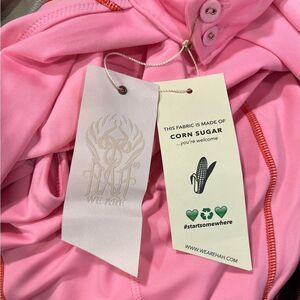 THIS FABRIC IS MADE OF
CORN SUGAR
...you're welcome
#startsomewhere
WWW.WEAREHAH.COM